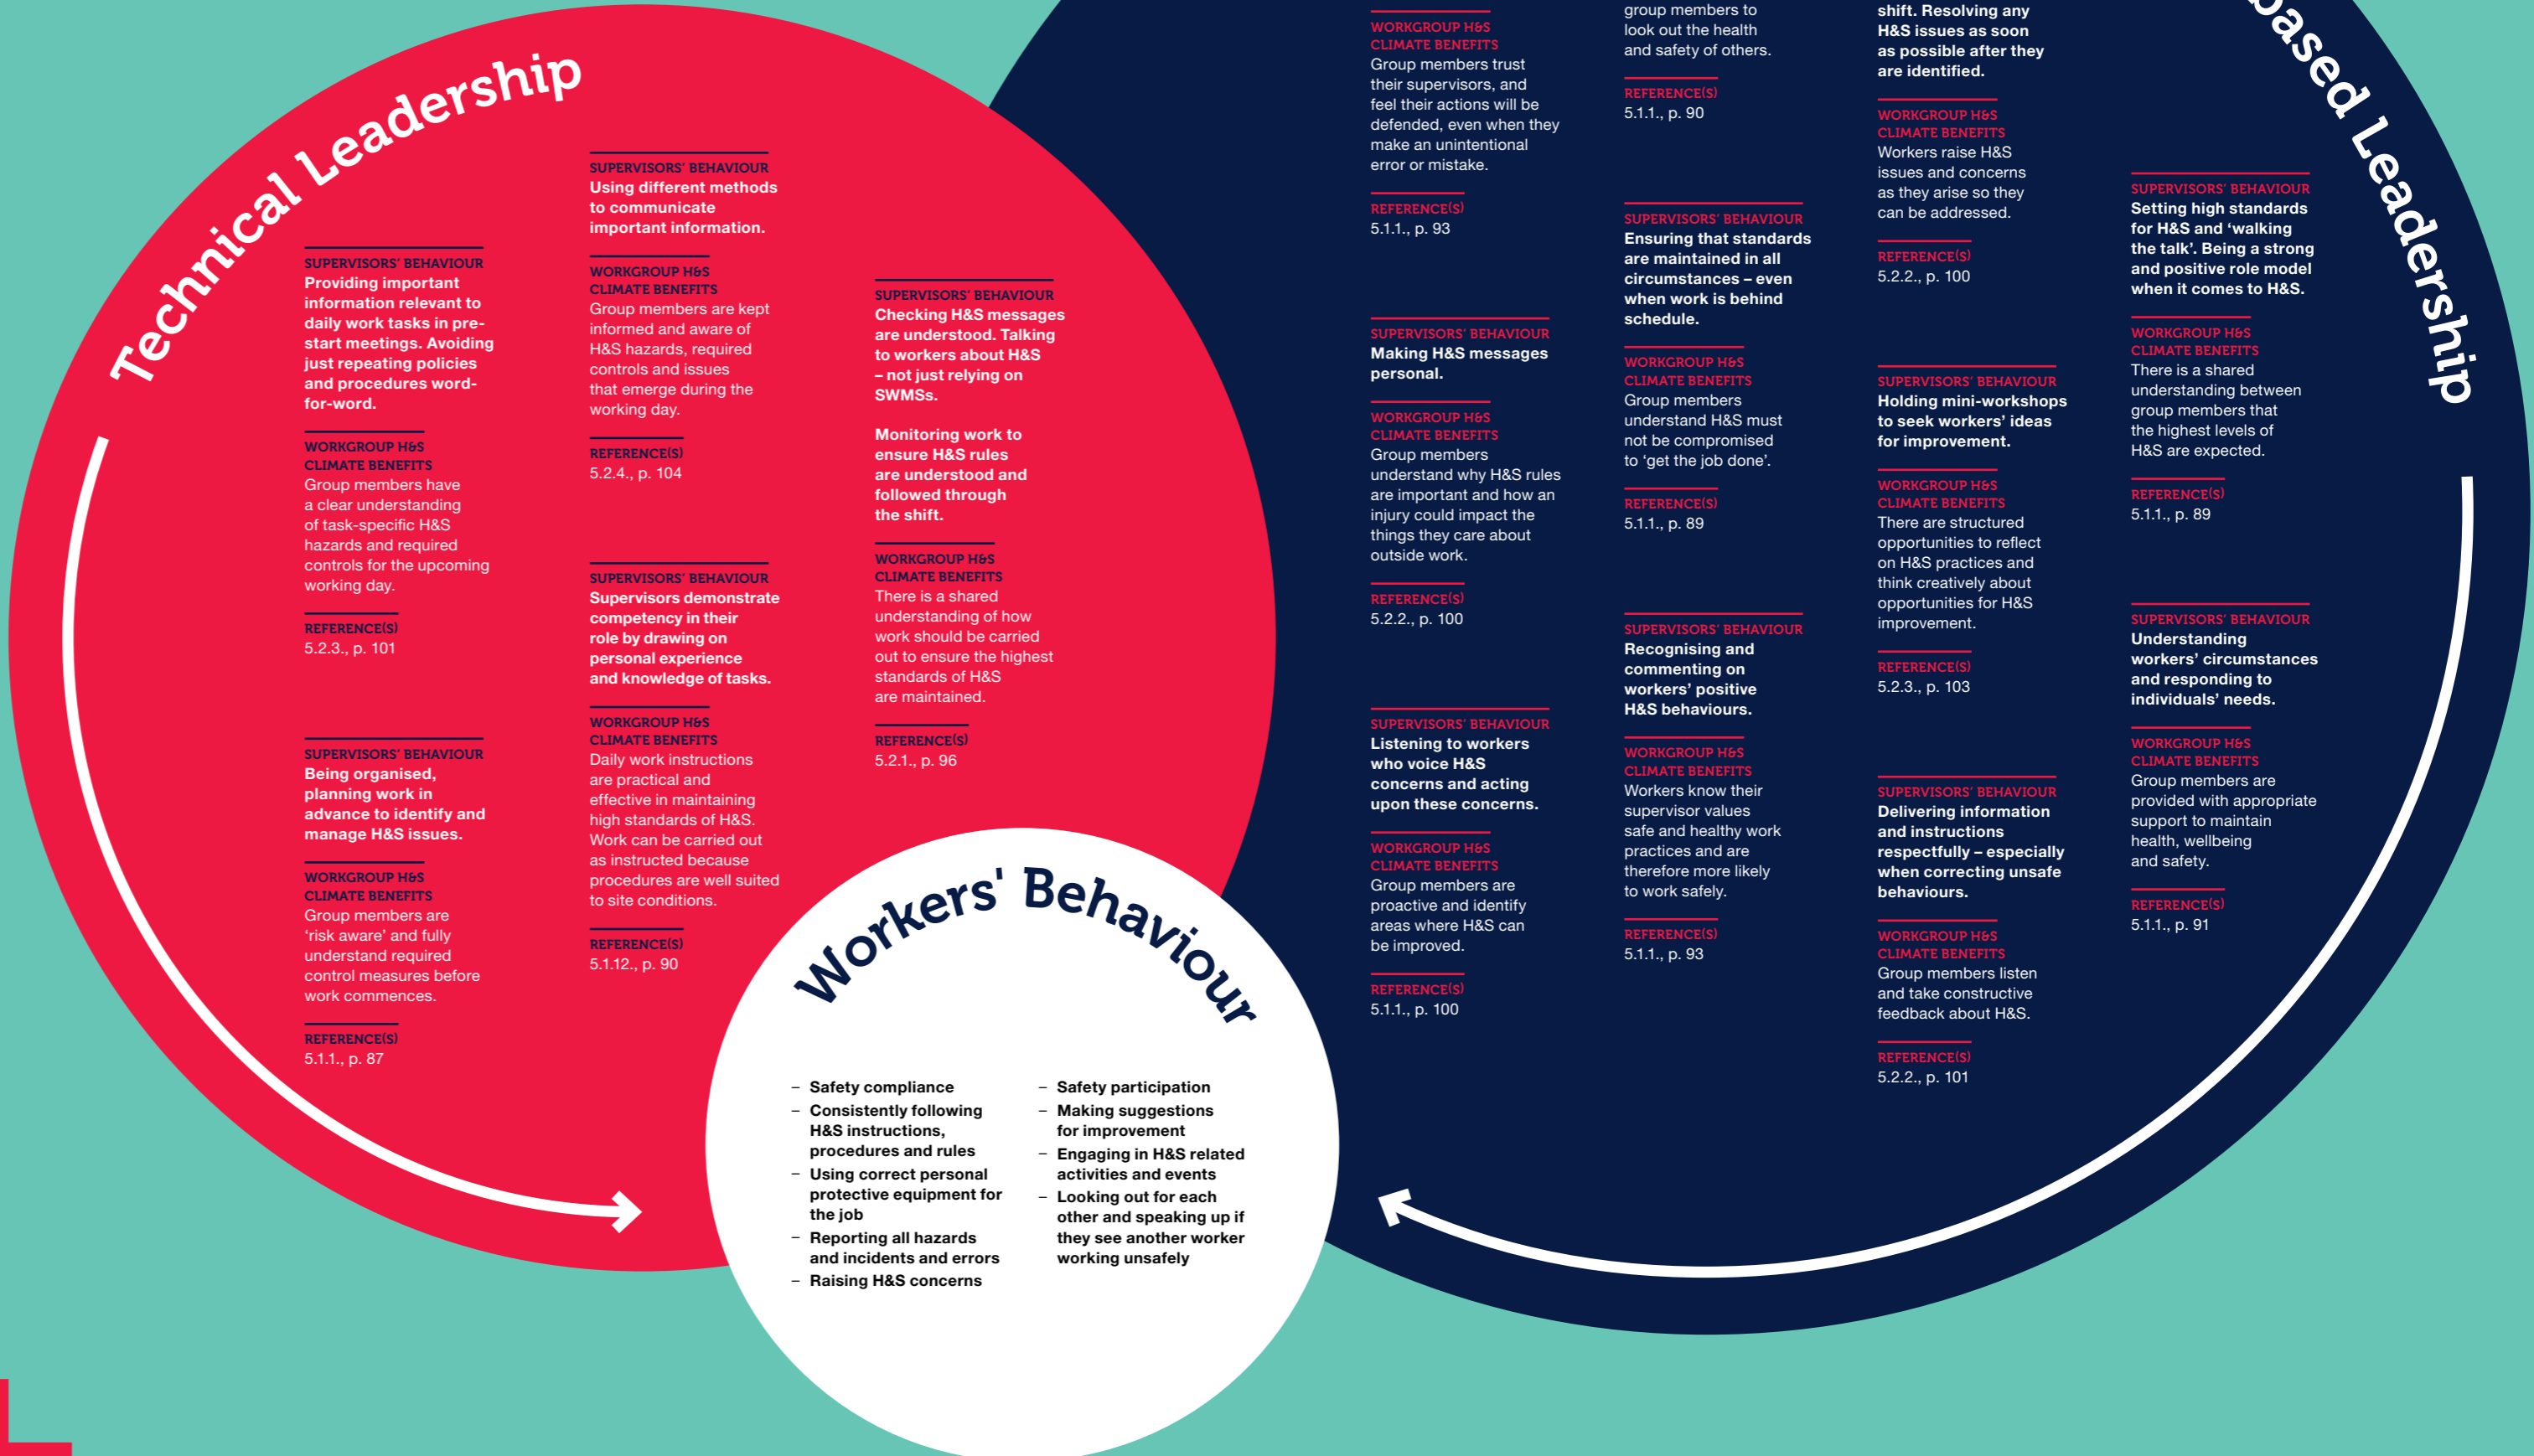 Technical Leadership
SUPERVISORS' BEHAVIOUR
Providing important
information relevant to
daily work tasks in pre-
start meetings. Avoiding
just repeating policies
and procedures word-
for-word.
WORKGROUP H&S
CLIMATE BENEFITS
Group members have
a clear understanding
of task-specific H&S
hazards and required
controls for the upcoming
working day.
REFERENCE(S)
5.2.3., p. 101
SUPERVISORS' BEHAVIOUR
Being organised,
planning work in
advance to identify and
manage H&S issues.
WORKGROUP H&S
CLIMATE BENEFITS
Group members are
‘risk aware’ and fully
understand required
control measures before
work commences.
REFERENCE(S)
5.1.1., p. 87
SUPERVISORS' BEHAVIOUR
Using different methods
to communicate
important information.
WORKGROUP H&S
CLIMATE BENEFITS
Group members are kept
informed and aware of
H&S hazards, required
controls and issues
that emerge during the
working day.
REFERENCE(S)
5.2.4., p. 104
SUPERVISORS' BEHAVIOUR
Supervisors demonstrate
competency in their
role by drawing on
personal experience
and knowledge of tasks.
WORKGROUP H&S
CLIMATE BENEFITS
Daily work instructions
are practical and
effective in maintaining
high standards of H&S.
Work can be carried out
as instructed because
procedures are well suited
to site conditions.
REFERENCE(S)
5.1.12., p. 90
SUPERVISORS' BEHAVIOUR
Checking H&S messages
are understood. Talking
to workers about H&S
– not just relying on
SWMSs.
Monitoring work to
ensure H&S rules
are understood and
followed through
the shift.
WORKGROUP H&S
CLIMATE BENEFITS
There is a shared
understanding of how
work should be carried
out to ensure the highest
standards of H&S
are maintained.
REFERENCE(S)
5.2.1., p. 96
WORKGROUP H&S
CLIMATE BENEFITS
Group members trust
their supervisors, and
feel their actions will be
defended, even when they
make an unintentional
error or mistake.
REFERENCE(S)
5.1.1., p. 93
SUPERVISORS' BEHAVIOUR
Making H&S messages
personal.
WORKGROUP H&S
CLIMATE BENEFITS
Group members
understand why H&S rules
are important and how an
injury could impact the
things they care about
outside work.
REFERENCE(S)
5.2.2., p. 100
SUPERVISORS' BEHAVIOUR
Listening to workers
who voice H&S
concerns and acting
upon these concerns.
WORKGROUP H&S
CLIMATE BENEFITS
Group members are
proactive and identify
areas where H&S can
be improved.
REFERENCE(S)
5.1.1., p. 100
group members to
look out the health
and safety of others.
REFERENCE(S)
5.1.1., p. 90
SUPERVISORS' BEHAVIOUR
Ensuring that standards
are maintained in all
circumstances – even
when work is behind
schedule.
WORKGROUP H&S
CLIMATE BENEFITS
Group members
understand H&S must
not be compromised
to ‘get the job done’.
REFERENCE(S)
5.1.1., p. 89
SUPERVISORS' BEHAVIOUR
Recognising and
commenting on
workers’ positive
H&S behaviours.
WORKGROUP H&S
CLIMATE BENEFITS
Workers know their
supervisor values
safe and healthy work
practices and are
therefore more likely
to work safely.
REFERENCE(S)
5.1.1., p. 93
shift. Resolving any
H&S issues as soon
as possible after they
are identified.
WORKGROUP H&S
CLIMATE BENEFITS
Workers raise H&S
issues and concerns
as they arise so they
can be addressed.
REFERENCE(S)
5.2.2., p. 100
SUPERVISORS' BEHAVIOUR
Holding mini-workshops
to seek workers’ ideas
for improvement.
WORKGROUP H&S
CLIMATE BENEFITS
There are structured
opportunities to reflect
on H&S practices and
think creatively about
opportunities for H&S
improvement.
REFERENCE(S)
5.2.3., p. 103
SUPERVISORS' BEHAVIOUR
Delivering information
and instructions
respectfully – especially
when correcting unsafe
behaviours.
WORKGROUP H&S
CLIMATE BENEFITS
Group members listen
and take constructive
feedback about H&S.
REFERENCE(S)
5.2.2., p. 101
based Leadership
SUPERVISORS' BEHAVIOUR
Setting high standards
for H&S and ‘walking
the talk’. Being a strong
and positive role model
when it comes to H&S.
WORKGROUP H&S
CLIMATE BENEFITS
There is a shared
understanding between
group members that
the highest levels of
H&S are expected.
REFERENCE(S)
5.1.1., p. 89
SUPERVISORS' BEHAVIOUR
Understanding
workers’ circumstances
and responding to
individuals’ needs.
WORKGROUP H&S
CLIMATE BENEFITS
Group members are
provided with appropriate
support to maintain
health, wellbeing
and safety.
REFERENCE(S)
5.1.1., p. 91
Workers' Behaviour
– Safety compliance
– Consistently following
H&S instructions,
procedures and rules
– Using correct personal
protective equipment for
the job
– Reporting all hazards
and incidents and errors
– Raising H&S concerns
– Safety participation
– Making suggestions
for improvement
– Engaging in H&S related
activities and events
– Looking out for each
other and speaking up if
they see another worker
working unsafely